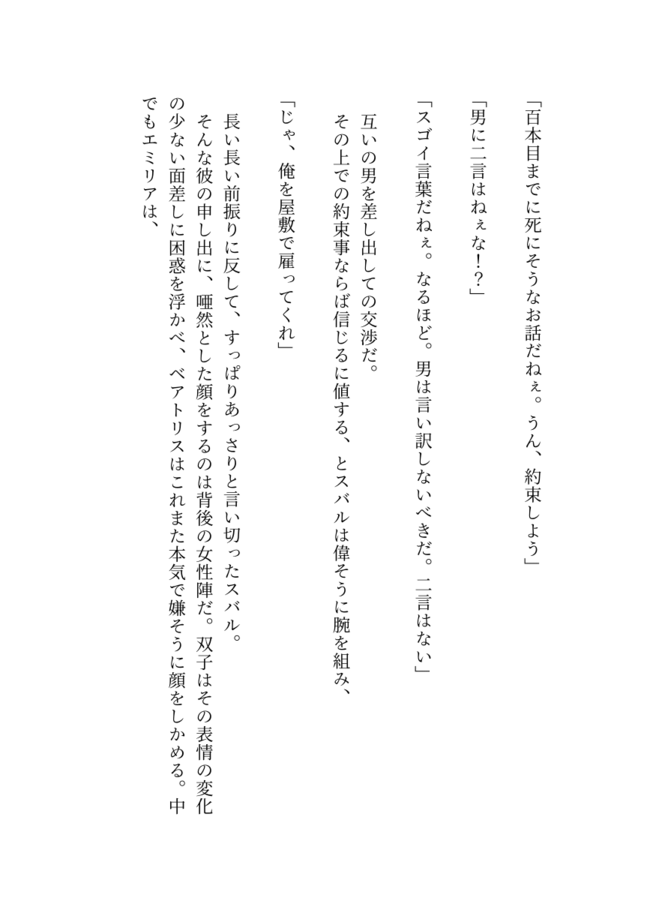 「百本目までに死にそうなお話だねぇ。うん、約束しよう」
「男に二言はねぇな！？」
「スゴイ言葉だねぇ。なるほど。男は言い訳しないべきだ。二言はない」
互いの男を差し出しての交渉だ。
その上での約束事ならば信じるに値する、とスバルは偉そうに腕を組み、
「じゃ、俺を屋敷で雇ってくれ」
長い長い前振りに反して、すっぱりあっさりと言い切ったスバル。
そんな彼の申し出に、唖然とした顔をするのは背後の女性陣だ。双子はその表情の変化
の少ない面差しに困惑を浮かべ、ベアトリスはこれまた本気で嫌そうに顔をしかめる。中
でもエミリアは、